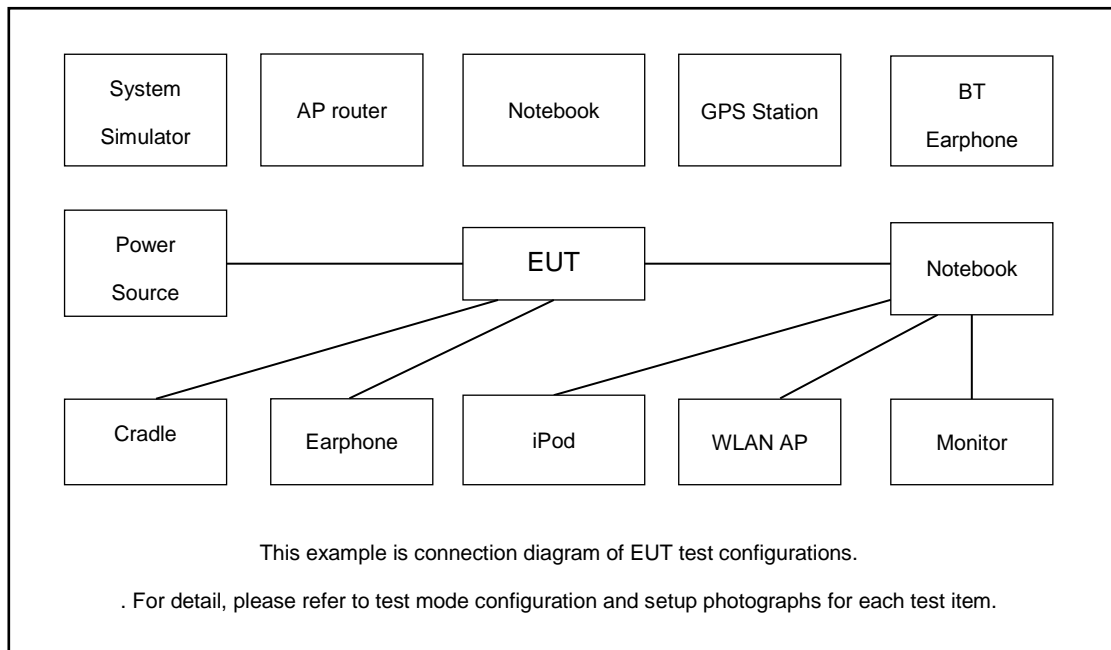 System
Simulator
AP router
Notebook
GPS Station
BT
Earphone
Power
Source
EUT
Notebook
Cradle
Earphone
iPod
WLAN AP
Monitor
This example is connection diagram of EUT test configurations.
. For detail, please refer to test mode configuration and setup photographs for each test item.